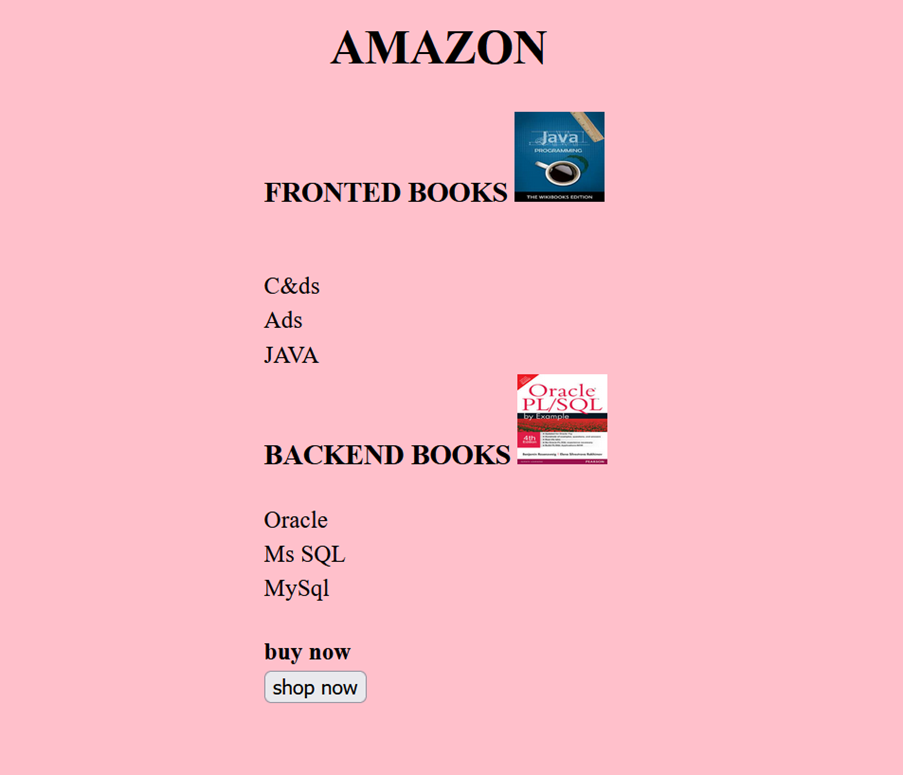 AMAZON
Java
PROGRAMMING
THE WIKIBOOKS EDITION
FRONTED BOOKS
C&ds
Ads
JAVA
Oracle
PL/SQL
by Example
4th
BACKEND BOOKS
PEARSON
Oracle
Ms SQL
MySql
buy now
shop now